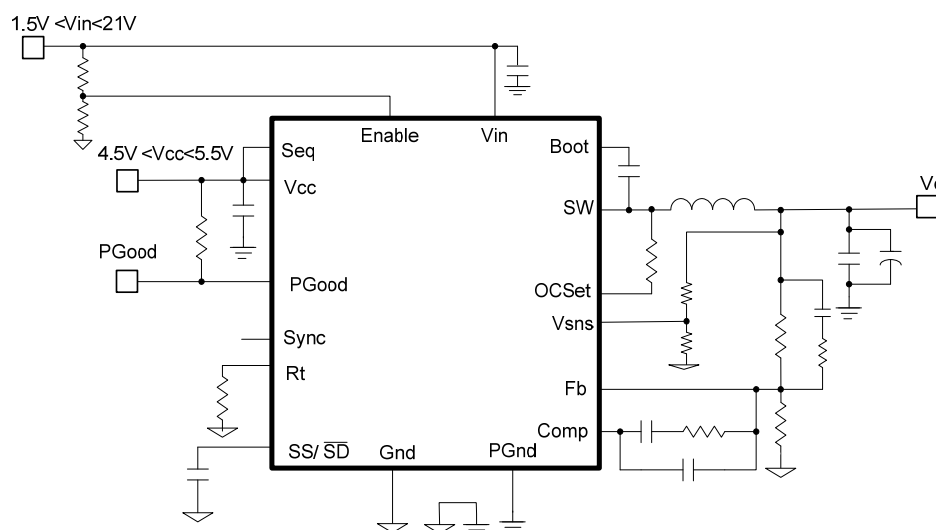 1.5V <Vin<21V
Enable
Vin
Boot
Seq
4.5V <Vcc<5.5V
Vcc
SW
PGood
PGood
OCSet
Vsns
Sync
Rt
Fb
Comp
SS/ SD
Gnd
PGnd